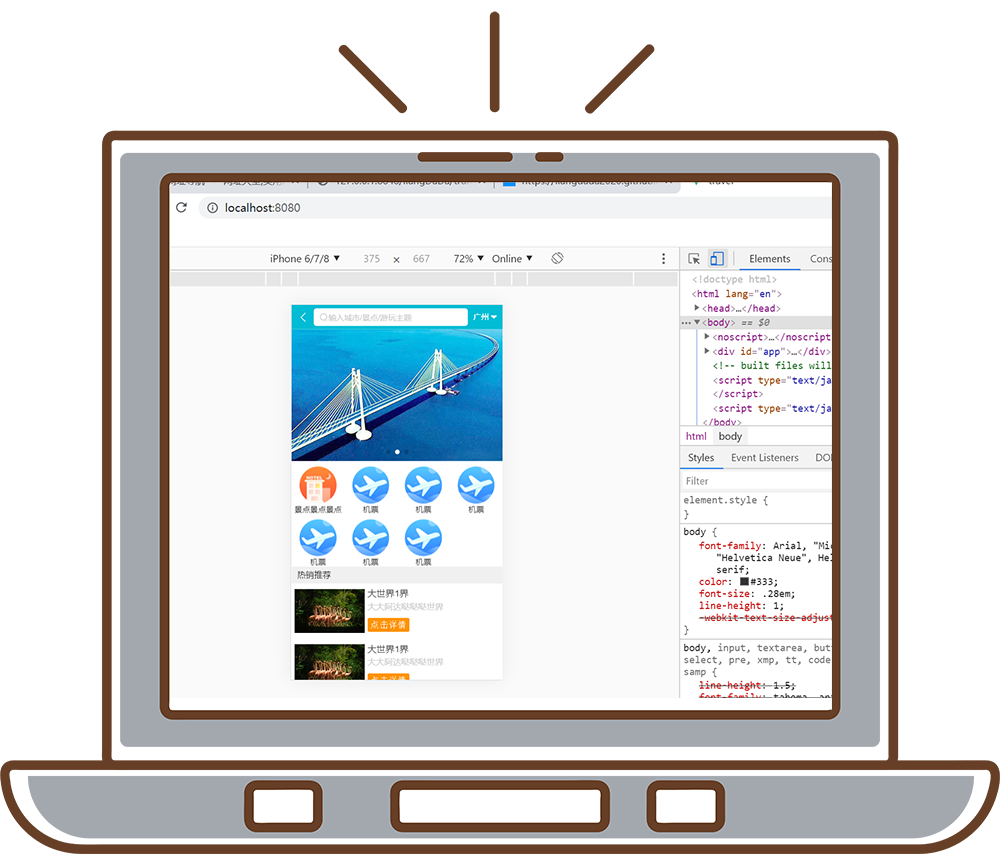 localhost:8080
iPhone 6/7/8 ▼ 375 × 667 72% ▼ Online ▼
Elements Cons
<!doctype html>
<html lang="en">
<head>…</head>
<body> == $0
<noscript>…</noscript
<div id="app">…</div>
<!-- built files will
<script type="text/ja
</script>
<script type="text/ja
</body>
html body
Styles Event Listeners DO
Filter
element.style {
}
body {
font-family: Arial, "Mi
"Helvetica Neue", Hel
serif;
color: #333;
font-size: .28em;
line-height: 1;
-webkit-text-size-adjust
}
body, input, textarea, but
select, pre, xmp, tt, code
samp {
line-height: 1.5;
font-family: tahoma, ar
输入城市/景点/游玩主题 广州
HOTEL
景点景点景点 机票 机票 机票
机票 机票 机票
热销推荐
大世界1界
大大阿达哒哒哒世界
点击详情
大世界1界
大大阿达哒哒哒世界
点击详情